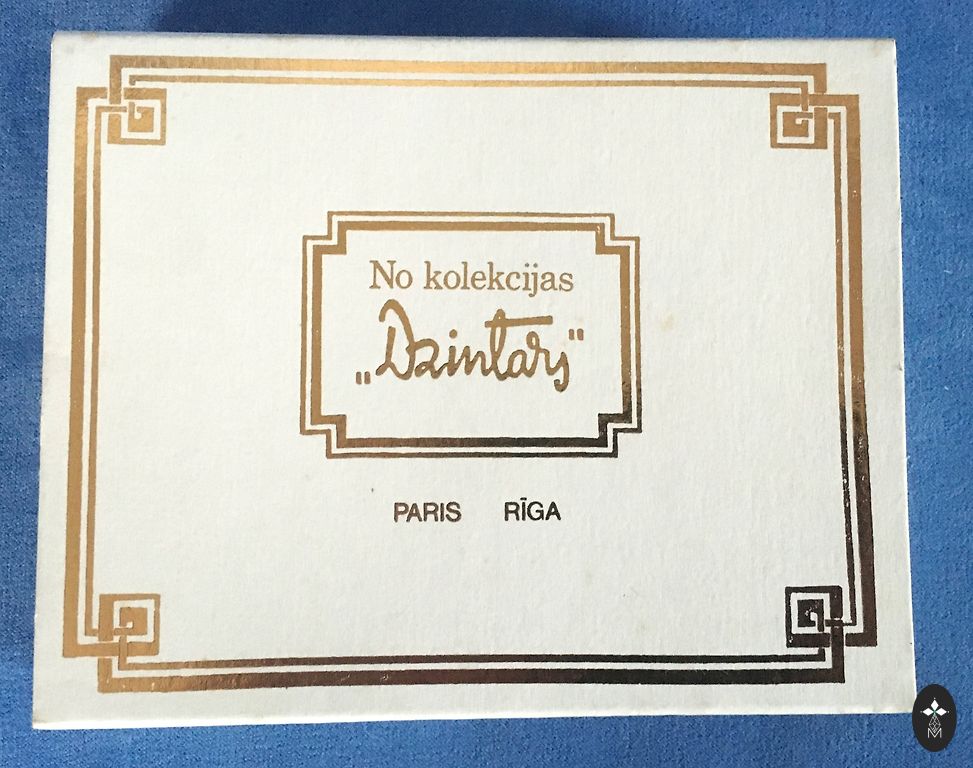 No kolekcijas
„Dzintars"
PARIS RĪGA
M